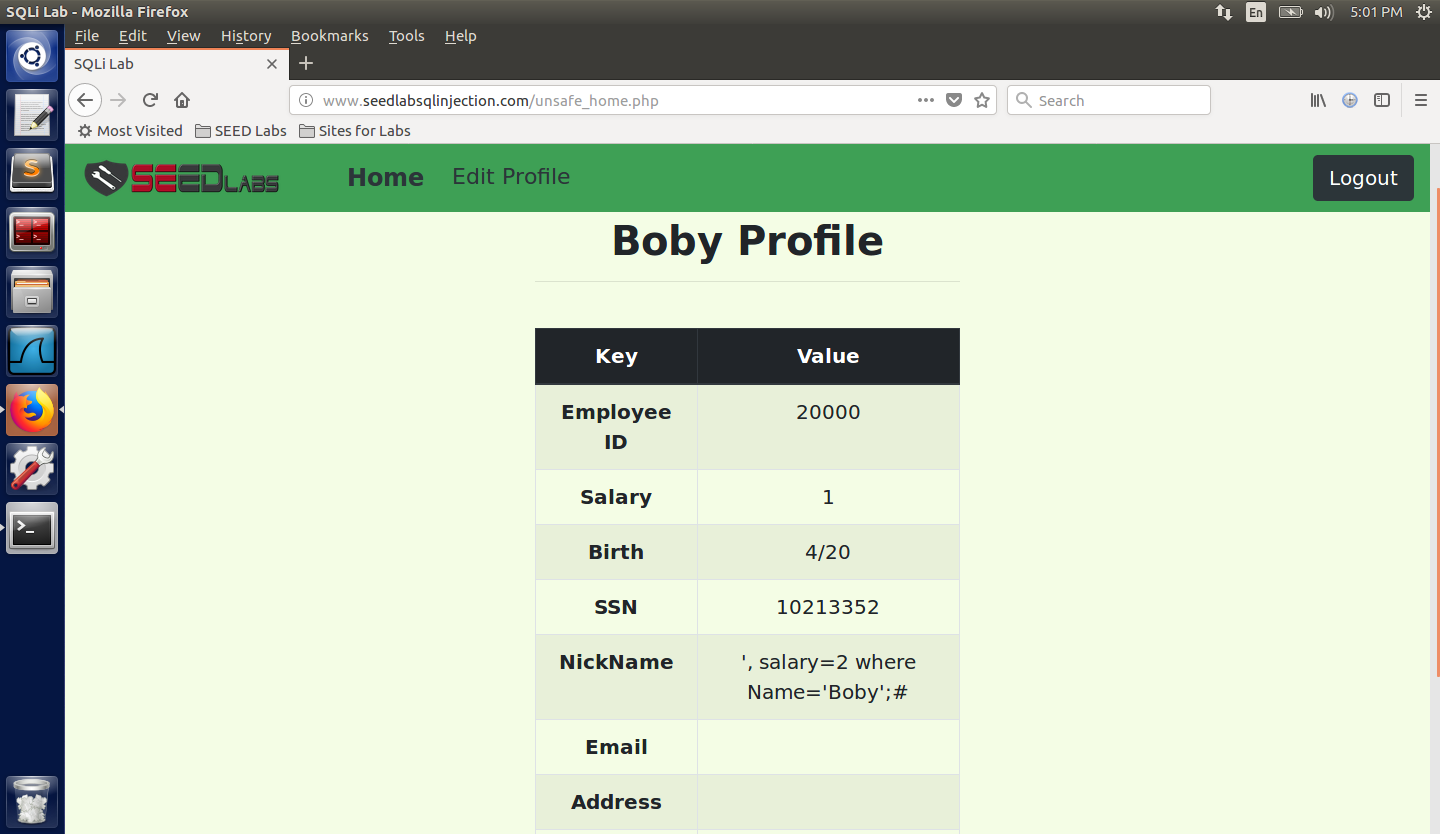 SQLi Lab - Mozilla Firefox
En
5:01 PM
File Edit View History Bookmarks Tools Help
SQLi Lab
www.seedlabsqlinjection.com/unsafe_home.php
Search
Most Visited SEED Labs Sites for Labs
SEEDLABS Home Edit Profile Logout
Boby Profile
Key Value
Employee 20000
ID
Salary 1
Birth 4/20
SSN 10213352
NickName ', salary=2 where
Name='Boby';#
Email
Address